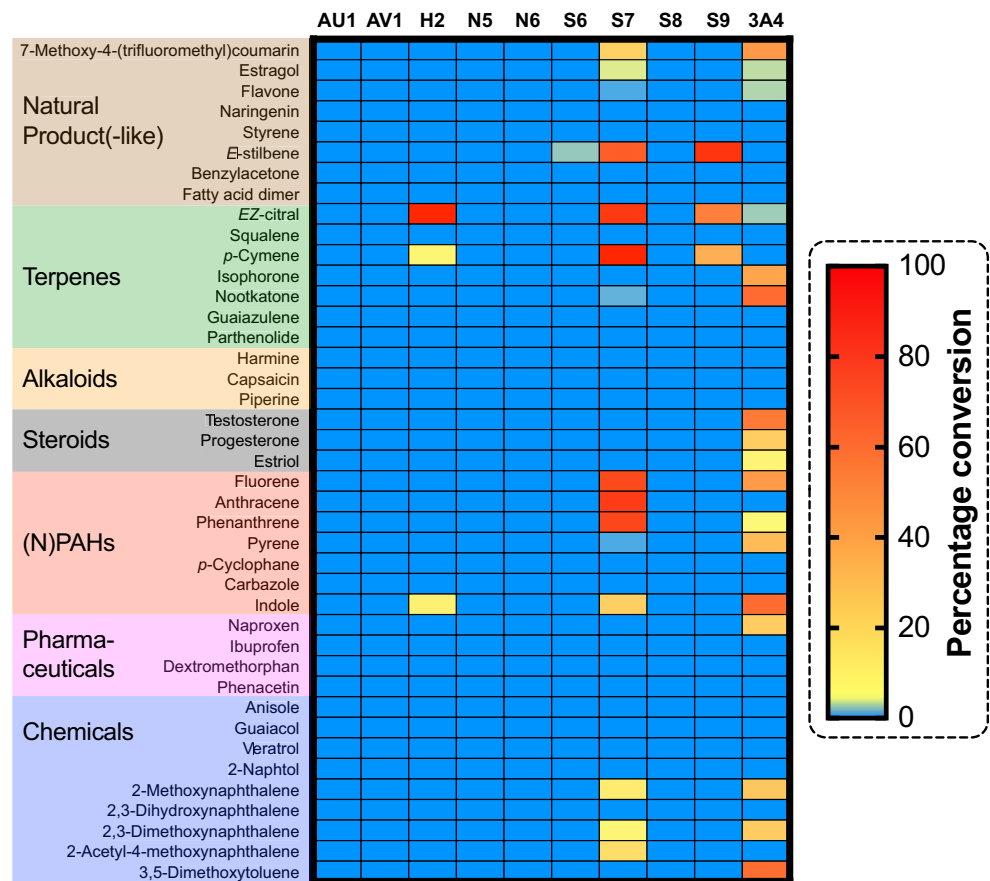 AU1 AV1 H2 N5 N6 S6 S7 S8 S9 3A4
Natural
Product(-like)
7-Methoxy-4-(trifluoromethyl)coumarin
Estragol
Flavone
Naringenin
Styrene
E-stilbene
Benzylacetone
Fatty acid dimer
Terpenes
EZ-citral
Squalene
p-Cymene
Isophorone
Nootkatone
Guaiazulene
Parthenolide
Alkaloids
Harmine
Capsaicin
Piperine
Steroids
Testosterone
Progesterone
Estriol
(N)PAHs
Fluorene
Anthracene
Phenanthrene
Pyrene
p-Cyclophane
Carbazole
Indole
Pharma-
ceuticals
Naproxen
Ibuprofen
Dextromethorphan
Phenacetin
Chemicals
Anisole
Guaiacol
Veratrol
2-Naphtol
2-Methoxynaphthalene
2,3-Dihydroxynaphthalene
2,3-Dimethoxynaphthalene
2-Acetyl-4-methoxynaphthalene
3,5-Dimethoxytoluene
100
80
60
40
20
0
Percentage conversion